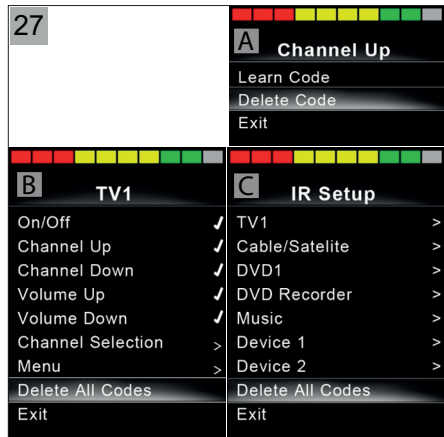 27
A
Channel Up
Learn Code
Delete Code
Exit
B
TV1
On/Off
Channel Up
Channel Down
Volume Up
Volume Down
Channel Selection >
Menu >
Delete All Codes
Exit
C
IR Setup
TV1 >
Cable/Satelite >
DVD1 >
DVD Recorder >
Music >
Device 1 >
Device 2 >
Delete All Codes
Exit